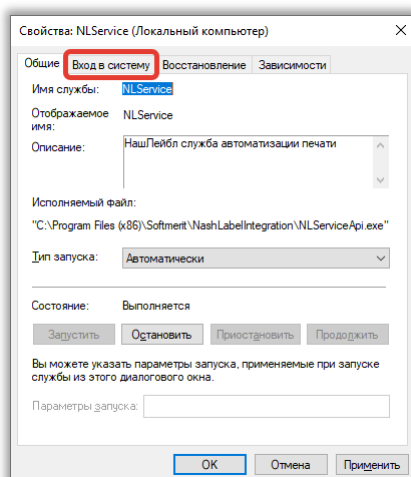 Свойства: NLService (Локальный компьютер)
Общие Вход в систему Восстановление Зависимости
Имя службы: NLService
Отображаемое имя: NLService
Описание: НашЛейбл служба автоматизации печати
Исполняемый файл:
"C:\Program Files (x86)\Softmerit\NashLabelIntegration\NLServiceApi.exe"
Тип запуска: Автоматически
Состояние: Выполняется
Запустить Остановить Приостановить Продолжить
Вы можете указать параметры запуска, применяемые при запуске
службы из этого диалогового окна.
Параметры запуска:
OK Отмена Применить